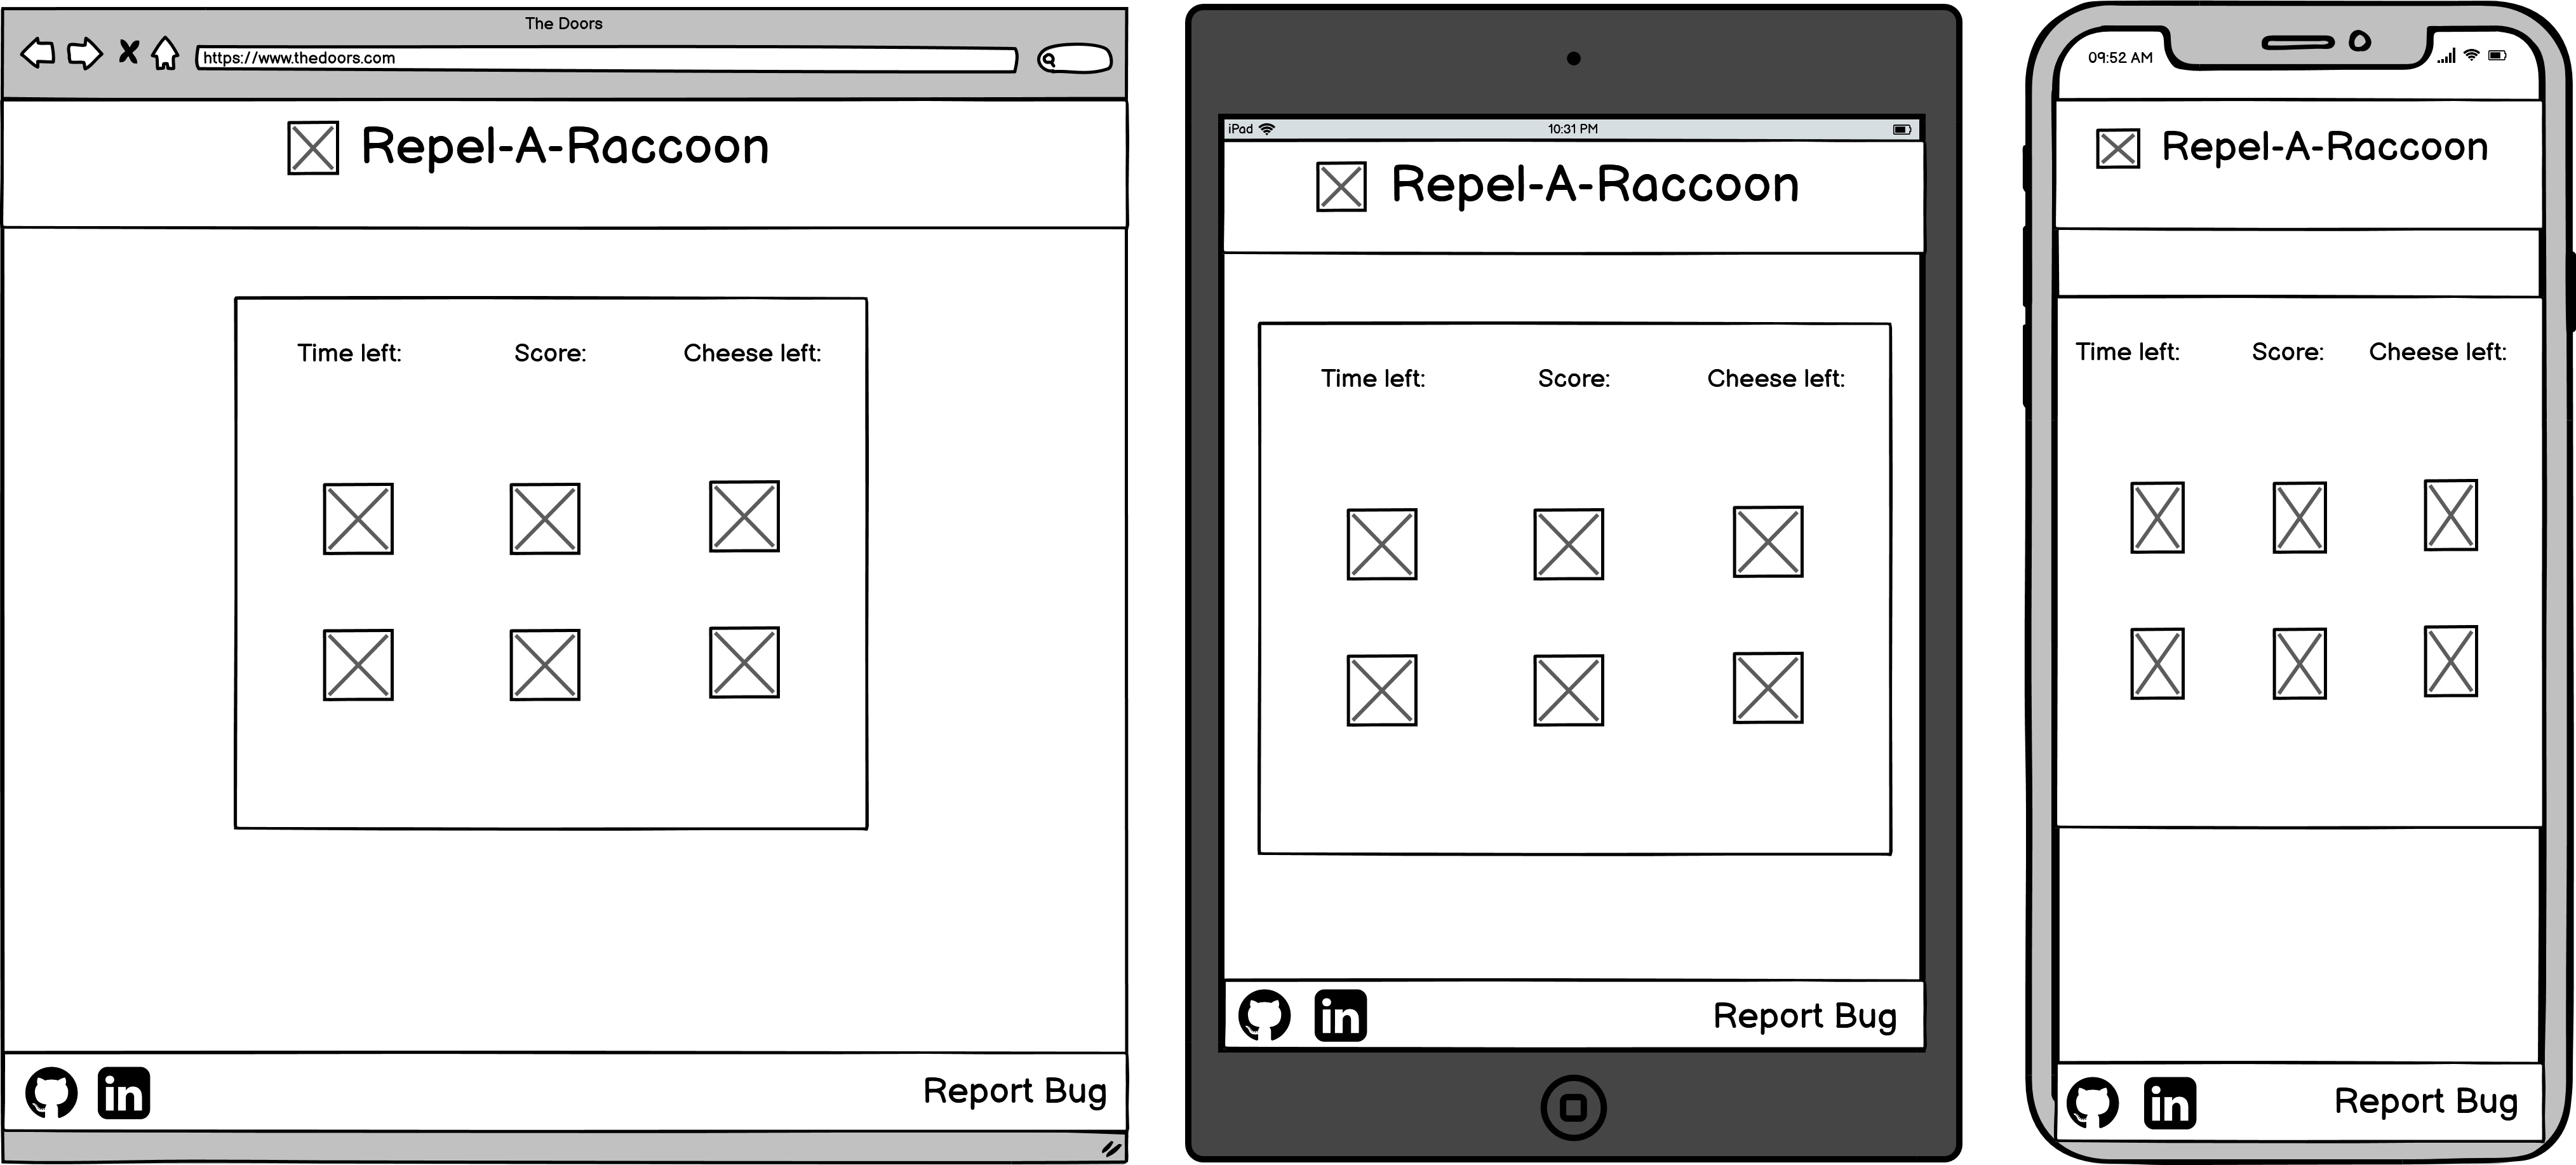 The Doors
https://www.thedoors.com
Repel-A-Raccoon
Time left: Score: Cheese left:
in
Report Bug
iPad 10:31 PM
Repel-A-Raccoon
Time left: Score: Cheese left:
in
Report Bug
09:52 AM
Repel-A-Raccoon
Time left: Score: Cheese left:
in
Report Bug